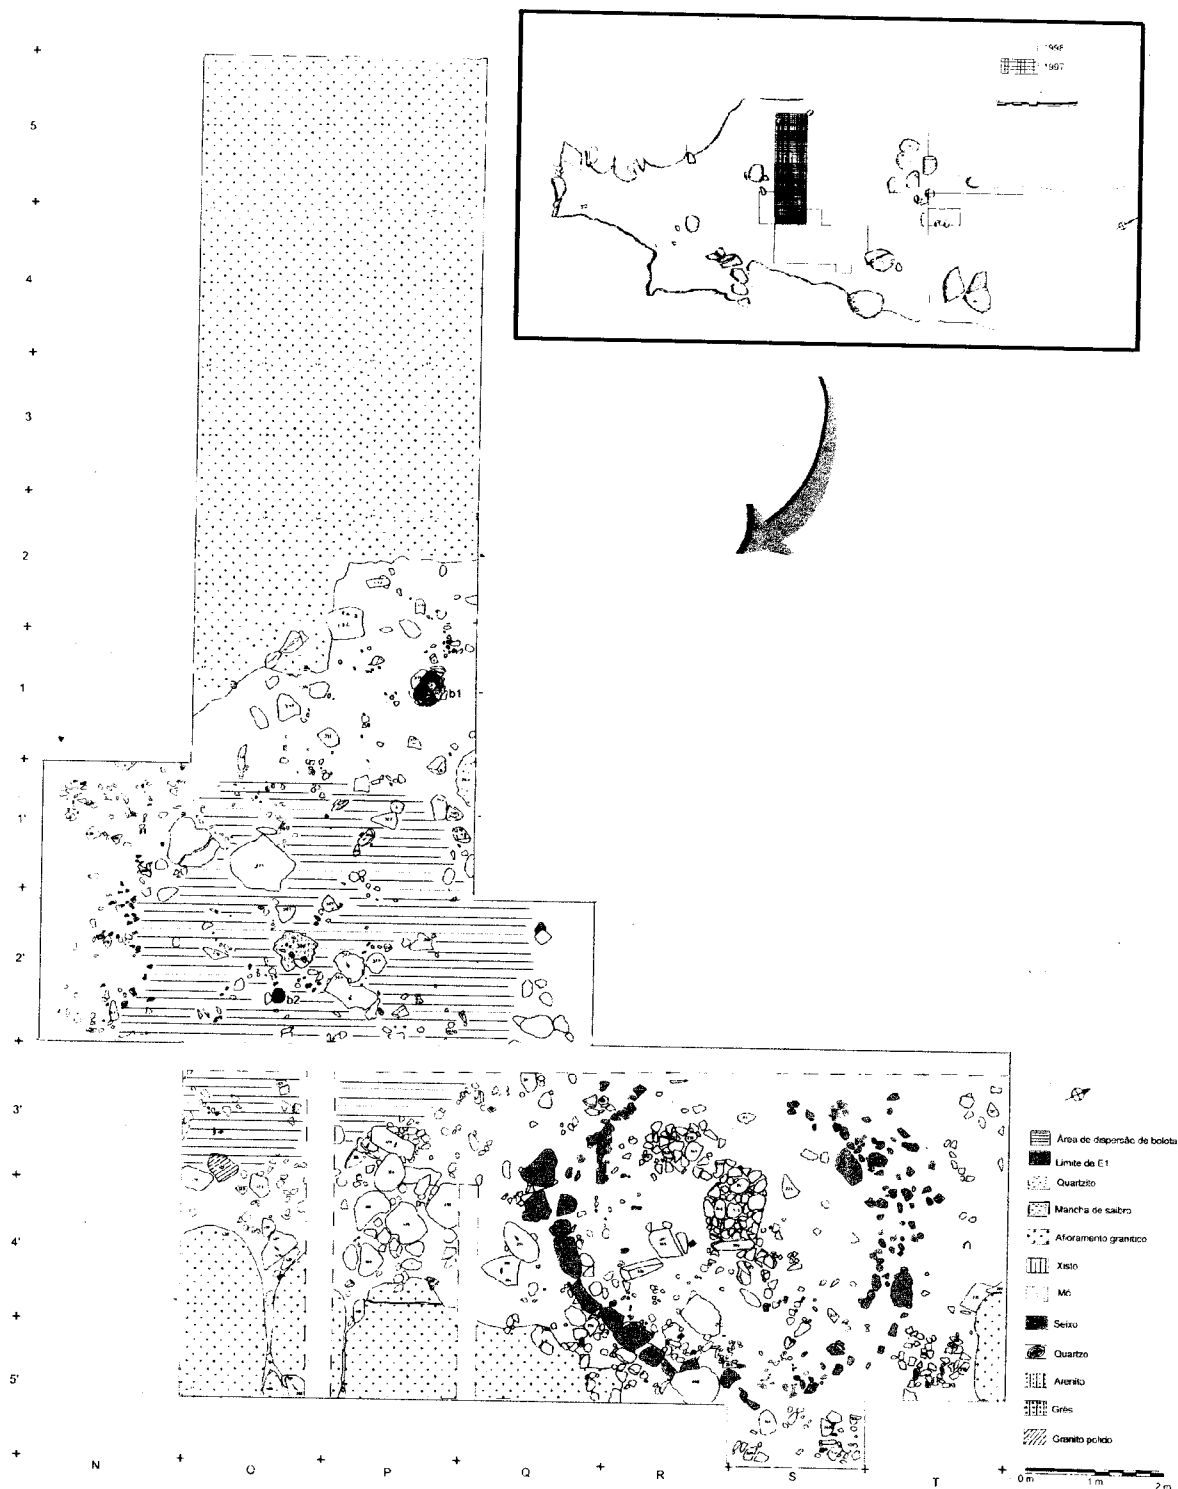 1998
1997
5
4
3
2
1
b1
1'
2'
b2
3'
4'
5'
Área de dispersão de bolota
Limite de E1
Quartzito
Mancha de saibro
Afloramento granítico
Xisto
Mó
Seixo
Quartzo
Arenito
Grés
Granito polido
N O P Q R S T
0 m 1 m 2 m